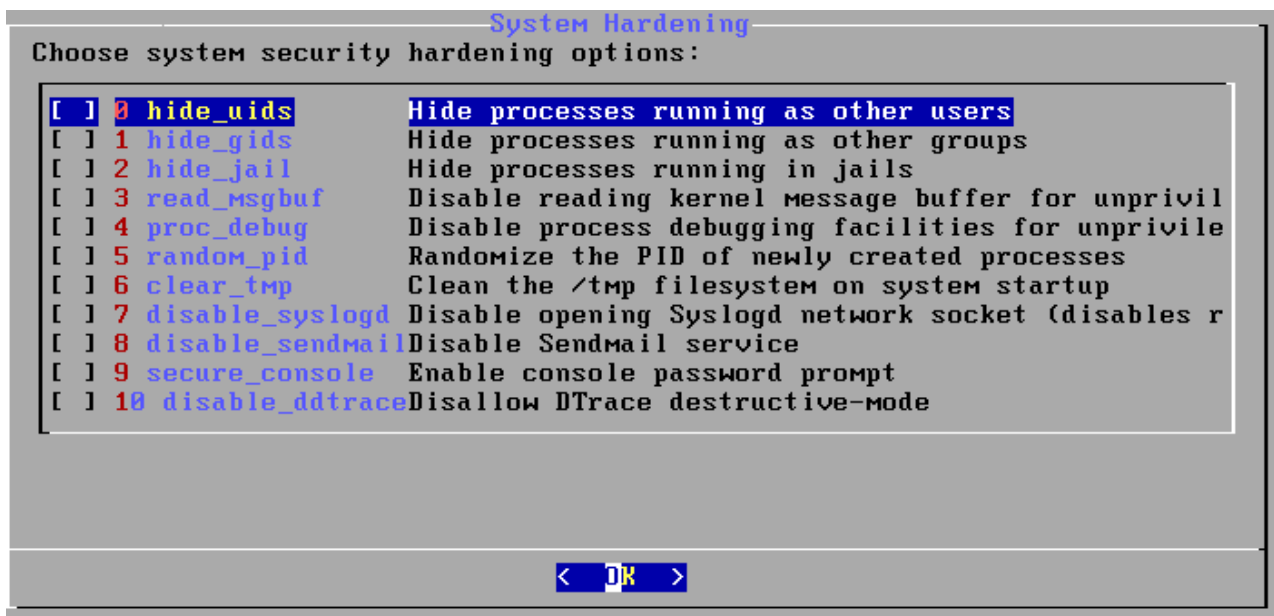 System Hardening
Choose system security hardening options:
[ ] 0 hide_uids Hide processes running as other users
[ ] 1 hide_gids Hide processes running as other groups
[ ] 2 hide_jail Hide processes running in jails
[ ] 3 read_msgbuf Disable reading kernel message buffer for unprivil
[ ] 4 proc_debug Disable process debugging facilities for unprivile
[ ] 5 random_pid Randomize the PID of newly created processes
[ ] 6 clear_tmp Clean the /tmp filesystem on system startup
[ ] 7 disable_syslogd Disable opening Syslogd network socket (disables r
[ ] 8 disable_sendmailDisable Sendmail service
[ ] 9 secure_console Enable console password prompt
[ ] 10 disable_ddtraceDisallow DTrace destructive-mode
< OK >